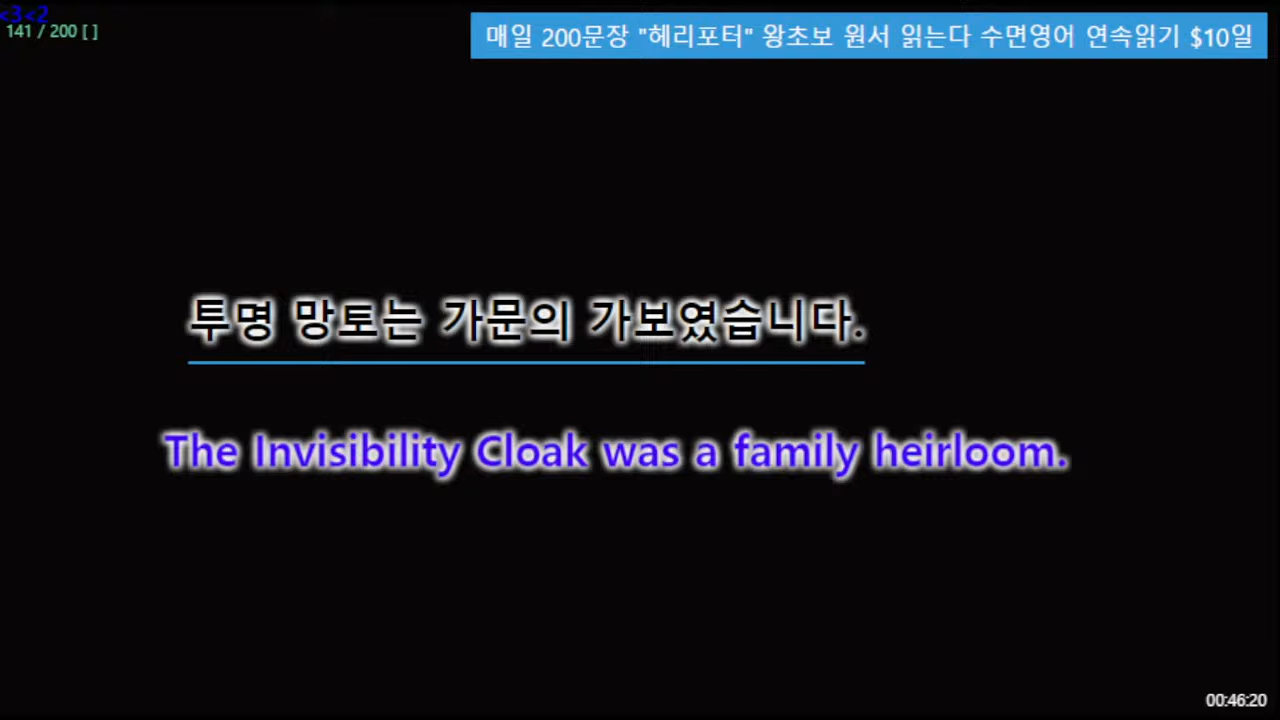 <3<2
141 / 200 [ ]
매일 200문장 "헤리포터" 왕초보 원서 읽는다 수면영어 연속읽기 $10일
투명 망토는 가문의 가보였습니다.
The Invisibility Cloak was a family heirloom.
00:46:20